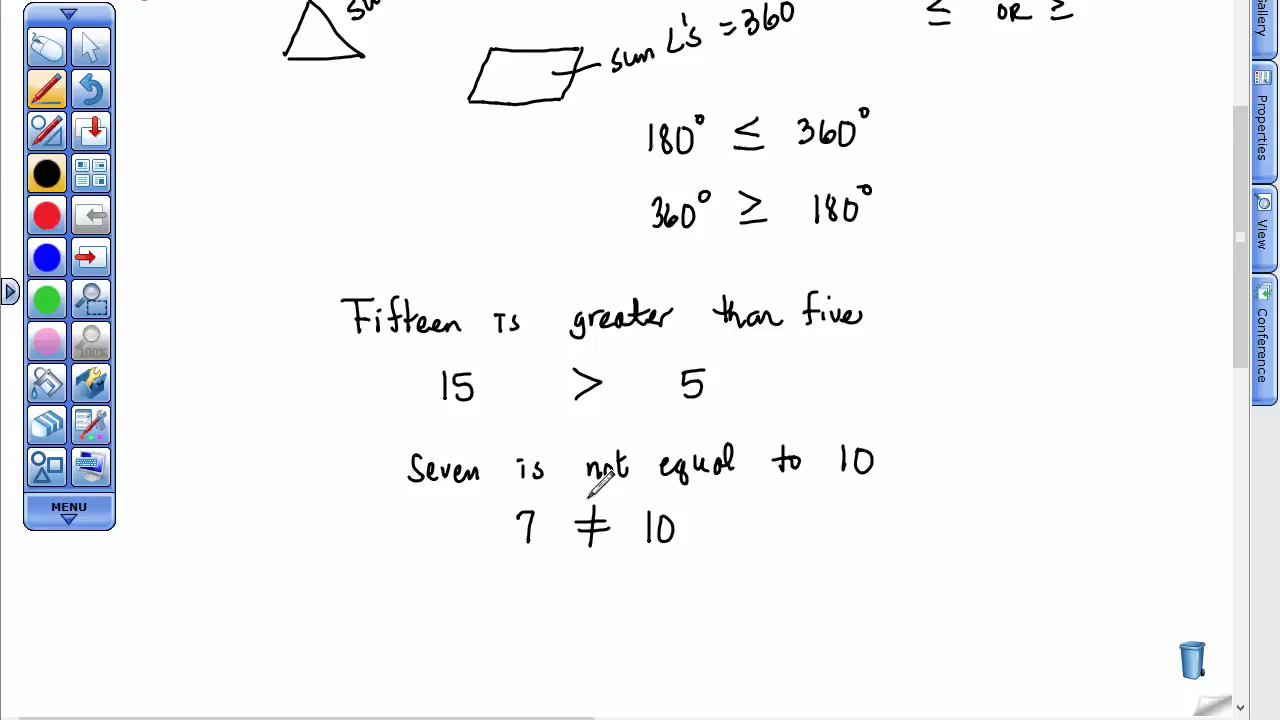 ≤ OR ≥
sum ∠'s = 360
180° ≤ 360°
360° ≥ 180°
Fifteen is greater than five
15 > 5
Seven is not equal to 10
7 ≠ 10
MENU
100%
Gallery
Properties
View
Conference